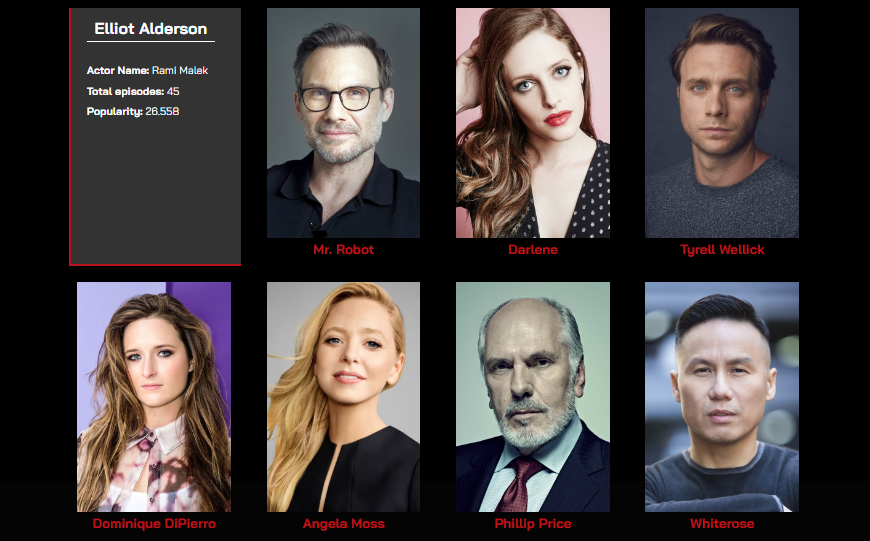 Elliot Alderson
Actor Name: Rami Malek
Total episodes: 45
Popularity: 26.558
Mr. Robot
Darlene
Tyrell Wellick
Dominique DiPierro
Angela Moss
Phillip Price
Whiterose